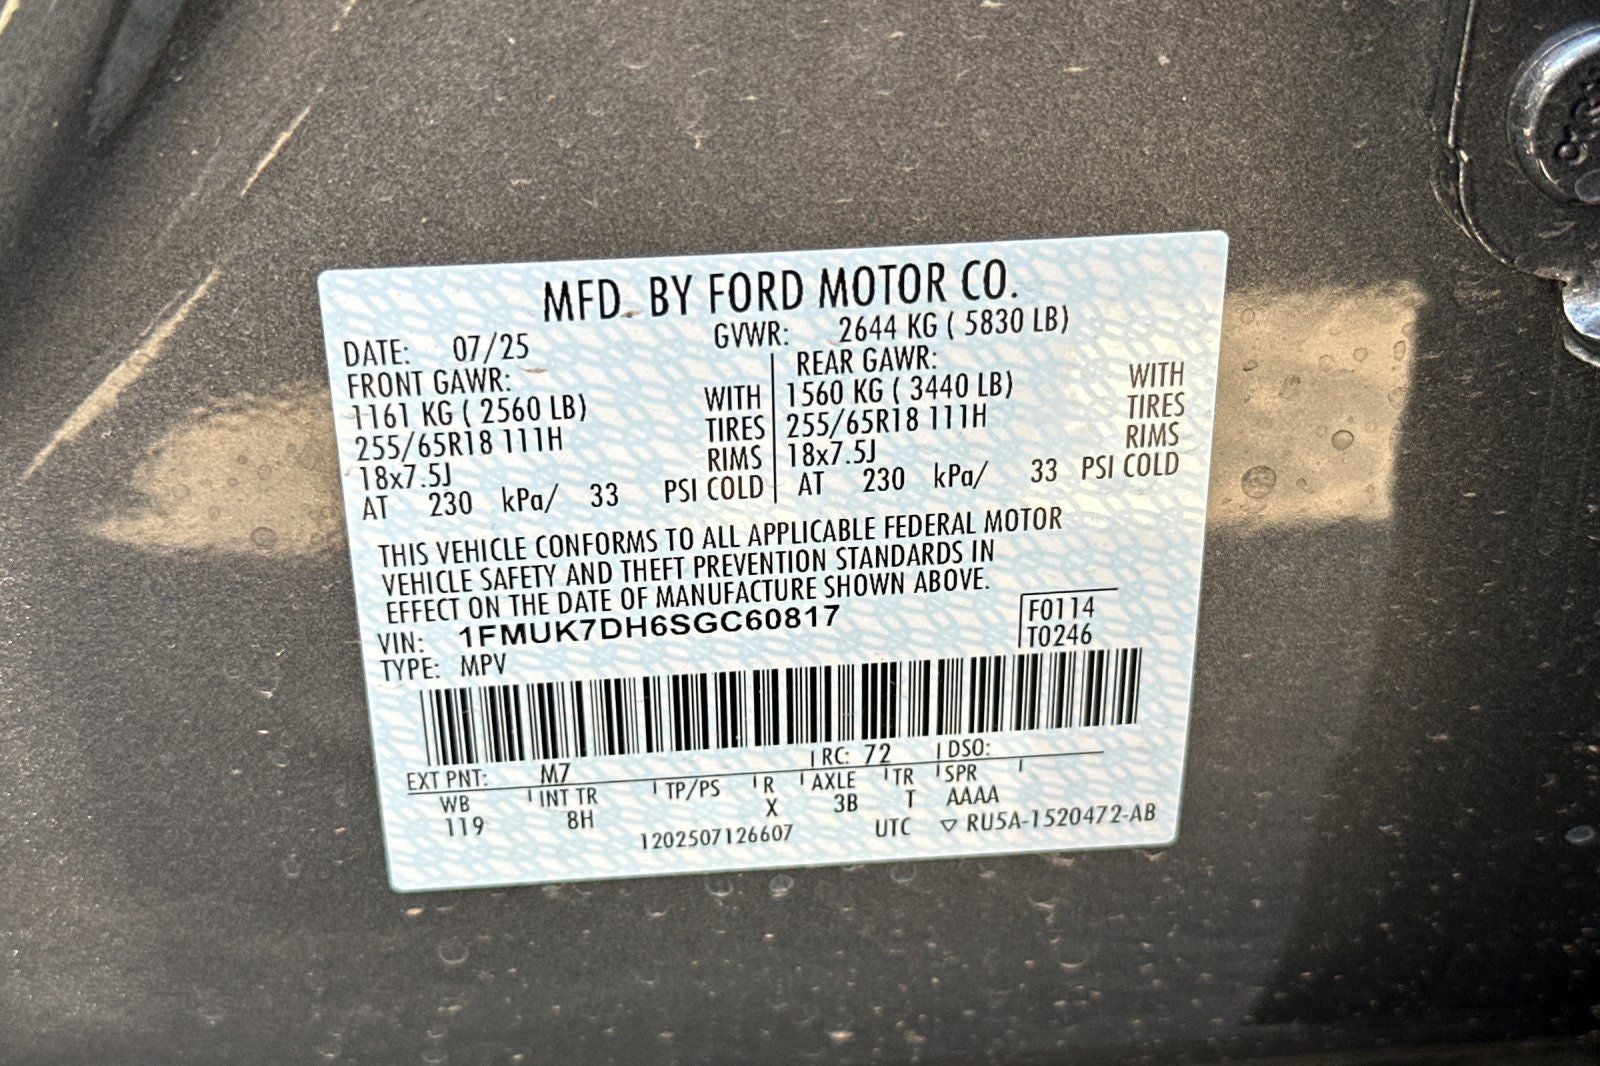 MFD. BY FORD MOTOR CO.
DATE: 07/25 GVWR: 2644 KG ( 5830 LB)
FRONT GAWR: REAR GAWR:
1161 KG ( 2560 LB) WITH 1560 KG ( 3440 LB) WITH
255/65R18 111H TIRES 255/65R18 111H TIRES
18x7.5J RIMS 18x7.5J RIMS
AT 230 kPa/ 33 PSI COLD AT 230 kPa/ 33 PSI COLD
THIS VEHICLE CONFORMS TO ALL APPLICABLE FEDERAL MOTOR
VEHICLE SAFETY AND THEFT PREVENTION STANDARDS IN
EFFECT ON THE DATE OF MANUFACTURE SHOWN ABOVE.
VIN: 1FMUK7DH6SGC60817 F0114
TYPE: MPV T0246
EXT PNT: M7 RC: 72 DSO:
WB INT TR TP/PS R AXLE TR SPR
119 8H X 3B T AAAA
1202507126607 UTC ▽ RU5A-1520472-AB